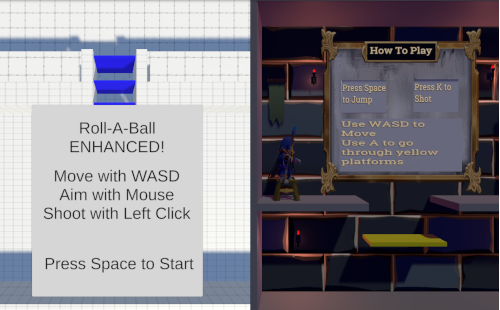 Roll-A-Ball
ENHANCED!
Move with WASD
Aim with Mouse
Shoot with Left Click
Press Space to Start
How To Play
Press Space
to Jump
Press K to
Shot
Use WASD to
Move
Use A to go
through yellow
platforms